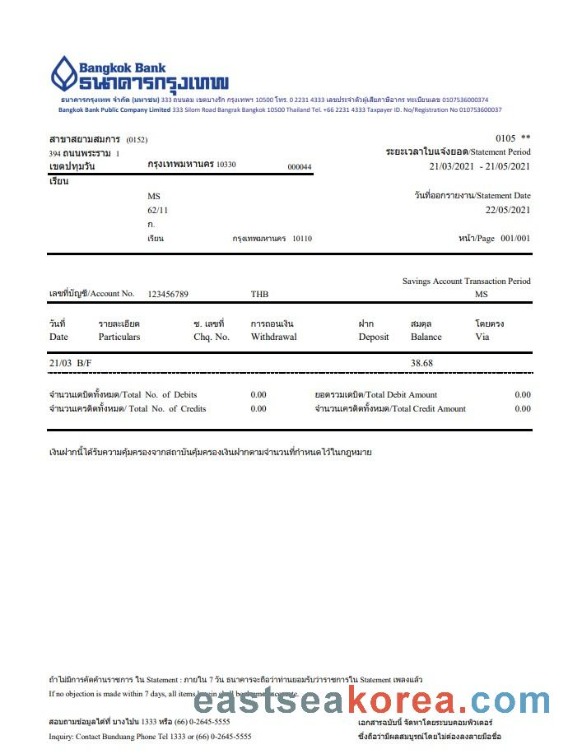 Bangkok Bank
ธนาคารกรุงเทพ
ธนาคารกรุงเทพ จำกัด (มหาชน) 333 ถนนสีลม เขตบางรัก กรุงเทพฯ 10500 โทร. 0 2231 4333 เลขประจำตัวผู้เสียภาษีอากร ทะเบียนเลข 0107536000374
Bangkok Bank Public Company Limited 333 Silom Road Bangrak Bangkok 10500 Thailand Tel. +66 2231 4333 Taxpayer ID. No/Registration No 0107536000037
สาขาสยามสมการ (0152) 0105 **
394 ถนนพระราม 1 ระยะเวลาใบแจ้งยอด/Statement Period
เขตปทุมวัน กรุงเทพมหานคร 10330 000044 21/03/2021 - 21/05/2021
เรียน
MS วันที่ออกรายงาน/Statement Date
62/11 22/05/2021
ก.
เรียน กรุงเทพมหานคร 10110 หน้า/Page 001/001
Savings Account Transaction Period
เลขที่บัญชี/Account No. 123456789 THB MS
วันที่ รายละเอียด ช. เลขที่ การถอนเงิน ฝาก สมดุล โดยตรง
Date Particulars Chq. No. Withdrawal Deposit Balance Via
21/03 B/F 38.68
จำนวนเดบิตทั้งหมด/Total No. of Debits 0.00 ยอดรวมเดบิต/Total Debit Amount 0.00
จำนวนเครดิตทั้งหมด/ Total No. of Credits 0.00 จำนวนเครดิตทั้งหมด/Total Credit Amount 0.00
เงินฝากนี้ได้รับความคุ้มครองจากสถาบันคุ้มครองเงินฝากตามจำนวนที่กำหนดไว้ในกฎหมาย
ถ้าไม่มีการคัดค้านราชการ ใน Statement : ภายใน 7 วัน ธนาคารจะถือว่าท่านยอมรับว่าราชการใน Statement เพลงแล้ว
If no objection is made within 7 days, all items
eastseakorea.com
สอบถามข้อมูลได้ที่ บางโปน 1333 หรือ (66) 0-2645-5555 เอกสารฉบับนี้ จัดทาโดยระบบคอมพิวเตอร์
Inquiry: Contact Bunduang Phone Tel 1333 or (66) 0-2645-5555 ซึ่งถือว่ามีผลสมบูรณ์โดยไม่ต้องลงลายมือชื่อ